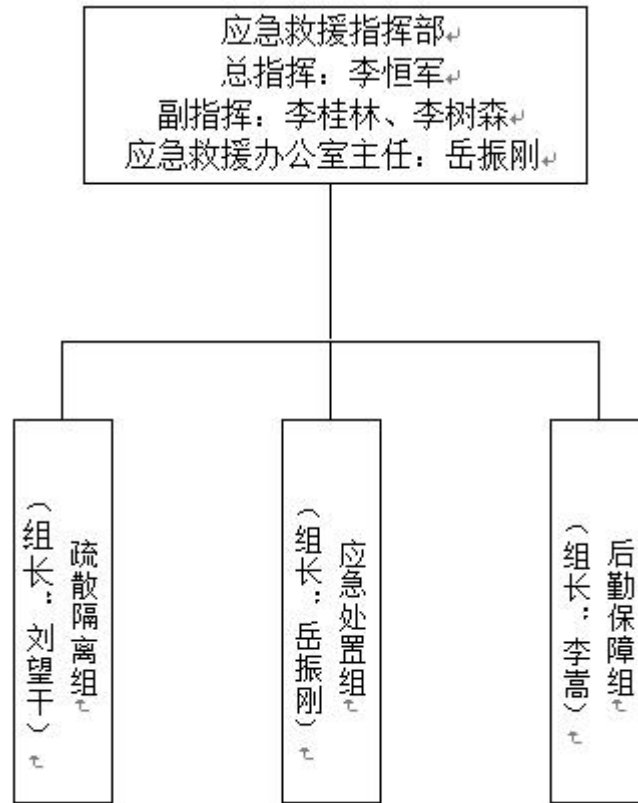 应急救援指挥部
总指挥：李恒军
副指挥：李桂林、李树森
应急救援办公室主任：岳振刚
疏散隔离组
（组长：刘望干）
应急处置组
（组长：岳振刚）
后勤保障组
（组长：李嵩）